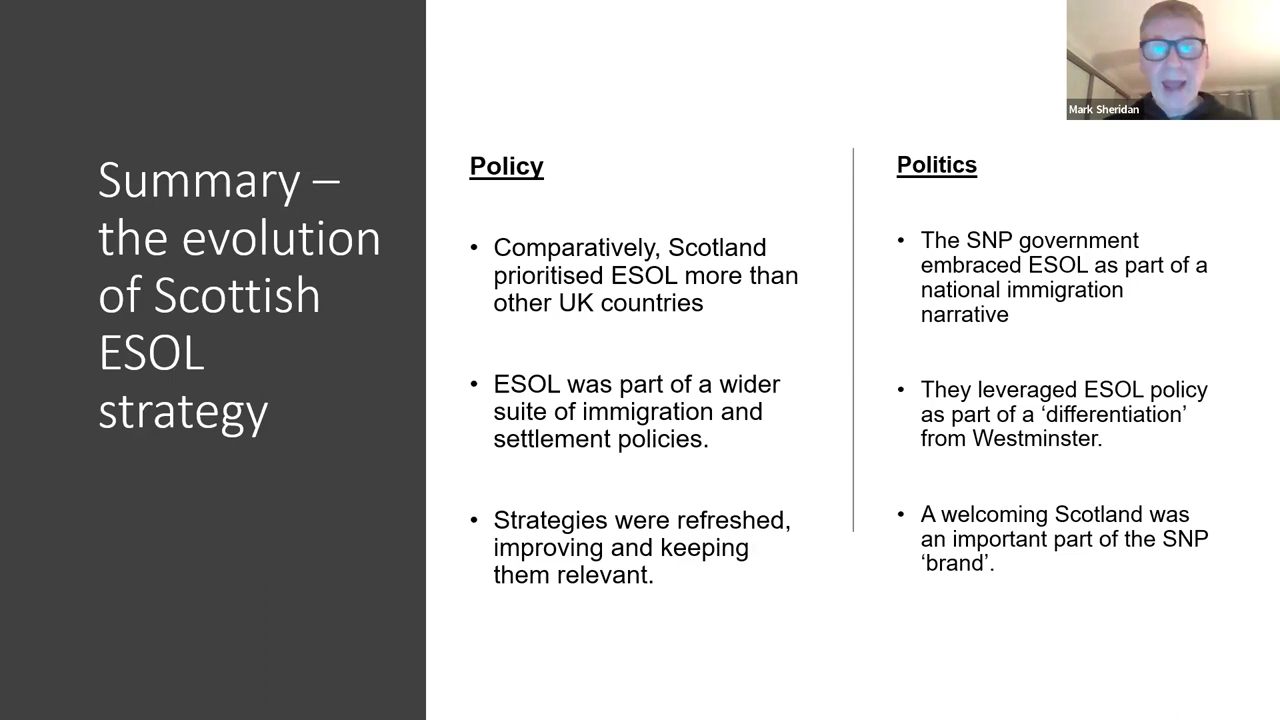 Mark Sheridan
Summary –
the evolution
of Scottish
ESOL
strategy
Policy
• Comparatively, Scotland
prioritised ESOL more than
other UK countries
• ESOL was part of a wider
suite of immigration and
settlement policies.
• Strategies were refreshed,
improving and keeping
them relevant.
Politics
• The SNP government
embraced ESOL as part of a
national immigration
narrative
• They leveraged ESOL policy
as part of a ‘differentiation’
from Westminster.
• A welcoming Scotland was
an important part of the SNP
‘brand’.